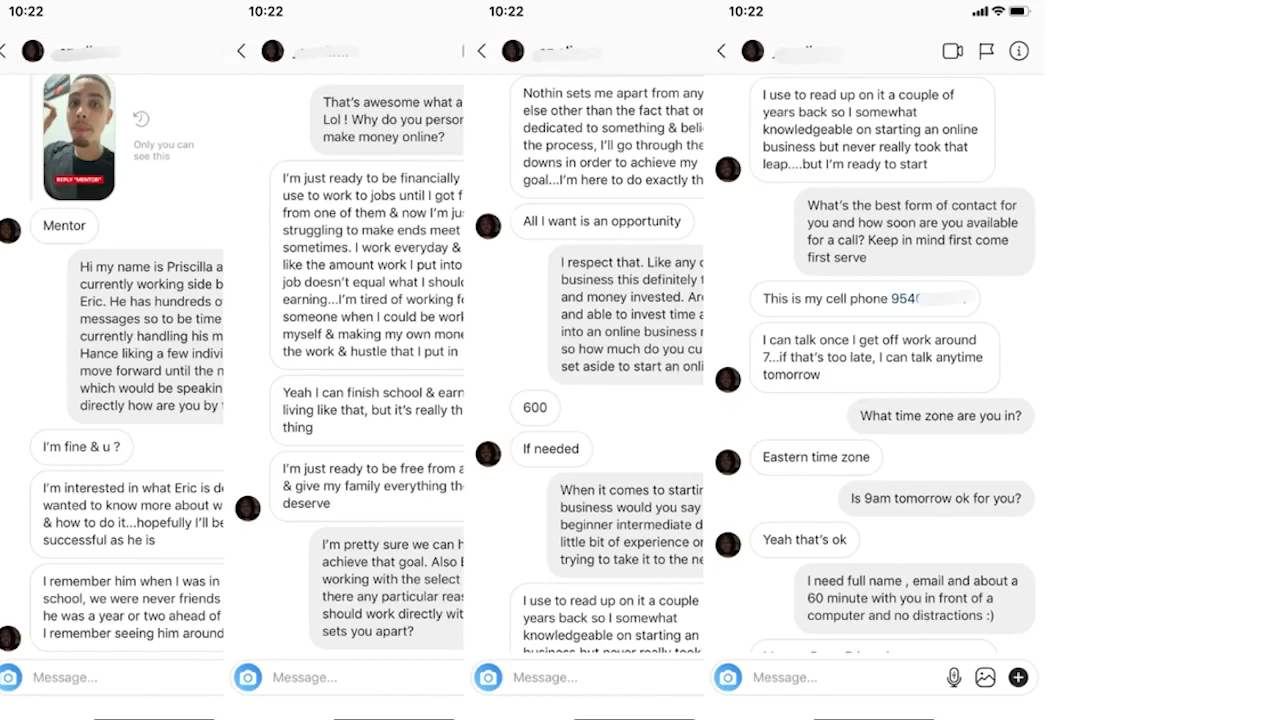 10:22
Only you can
see this
REPLY "MENTOR"
Mentor
Hi my name is Priscilla a
currently working side b
Eric. He has hundreds o
messages so to be time
currently handling his m
Hance liking a few indivi
move forward until the n
which would be speakin
directly how are you by
I'm fine & u ?
I'm interested in what Eric is d
wanted to know more about w
& how to do it...hopefully I'll be
successful as he is
I remember him when I was in
school, we were never friends
he was a year or two ahead of
I remember seeing him around
Message...
10:22
That's awesome what a
Lol ! Why do you person
make money online?
I'm just ready to be financially
use to work to jobs until I got f
from one of them & now I'm jus
struggling to make ends meet
sometimes. I work everyday &
like the amount work I put into
job doesn't equal what I shoul
earning...I'm tired of working fo
someone when I could be work
myself & making my own mone
the work & hustle that I put in
Yeah I can finish school & earn
living like that, but it's really th
thing
I'm just ready to be free from a
& give my family everything the
deserve
I'm pretty sure we can h
achieve that goal. Also E
working with the select
there any particular reas
should work directly wit
sets you apart?
Message...
10:22
Nothin sets me apart from any
else other than the fact that on
dedicated to something & beli
the process, I'll go through the
downs in order to achieve my
goal...I'm here to do exactly th
All I want is an opportunity
I respect that. Like any o
business this definitely t
and money invested. Ar
and able to invest time a
into an online business r
so how much do you cu
set aside to start an onli
600
If needed
When it comes to startin
business would you say
beginner intermediate d
little bit of experience or
trying to take it to the ne
I use to read up on it a couple
years back so I somewhat
knowledgeable on starting an
business but never really took
Message...
10:22
I use to read up on it a couple of
years back so I somewhat
knowledgeable on starting an online
business but never really took that
leap....but I'm ready to start
What's the best form of contact for
you and how soon are you available
for a call? Keep in mind first come
first serve
This is my cell phone 954
I can talk once I get off work around
7...if that's too late, I can talk anytime
tomorrow
What time zone are you in?
Eastern time zone
Is 9am tomorrow ok for you?
Yeah that's ok
I need full name , email and about a
60 minute with you in front of a
computer and no distractions :)
Message...